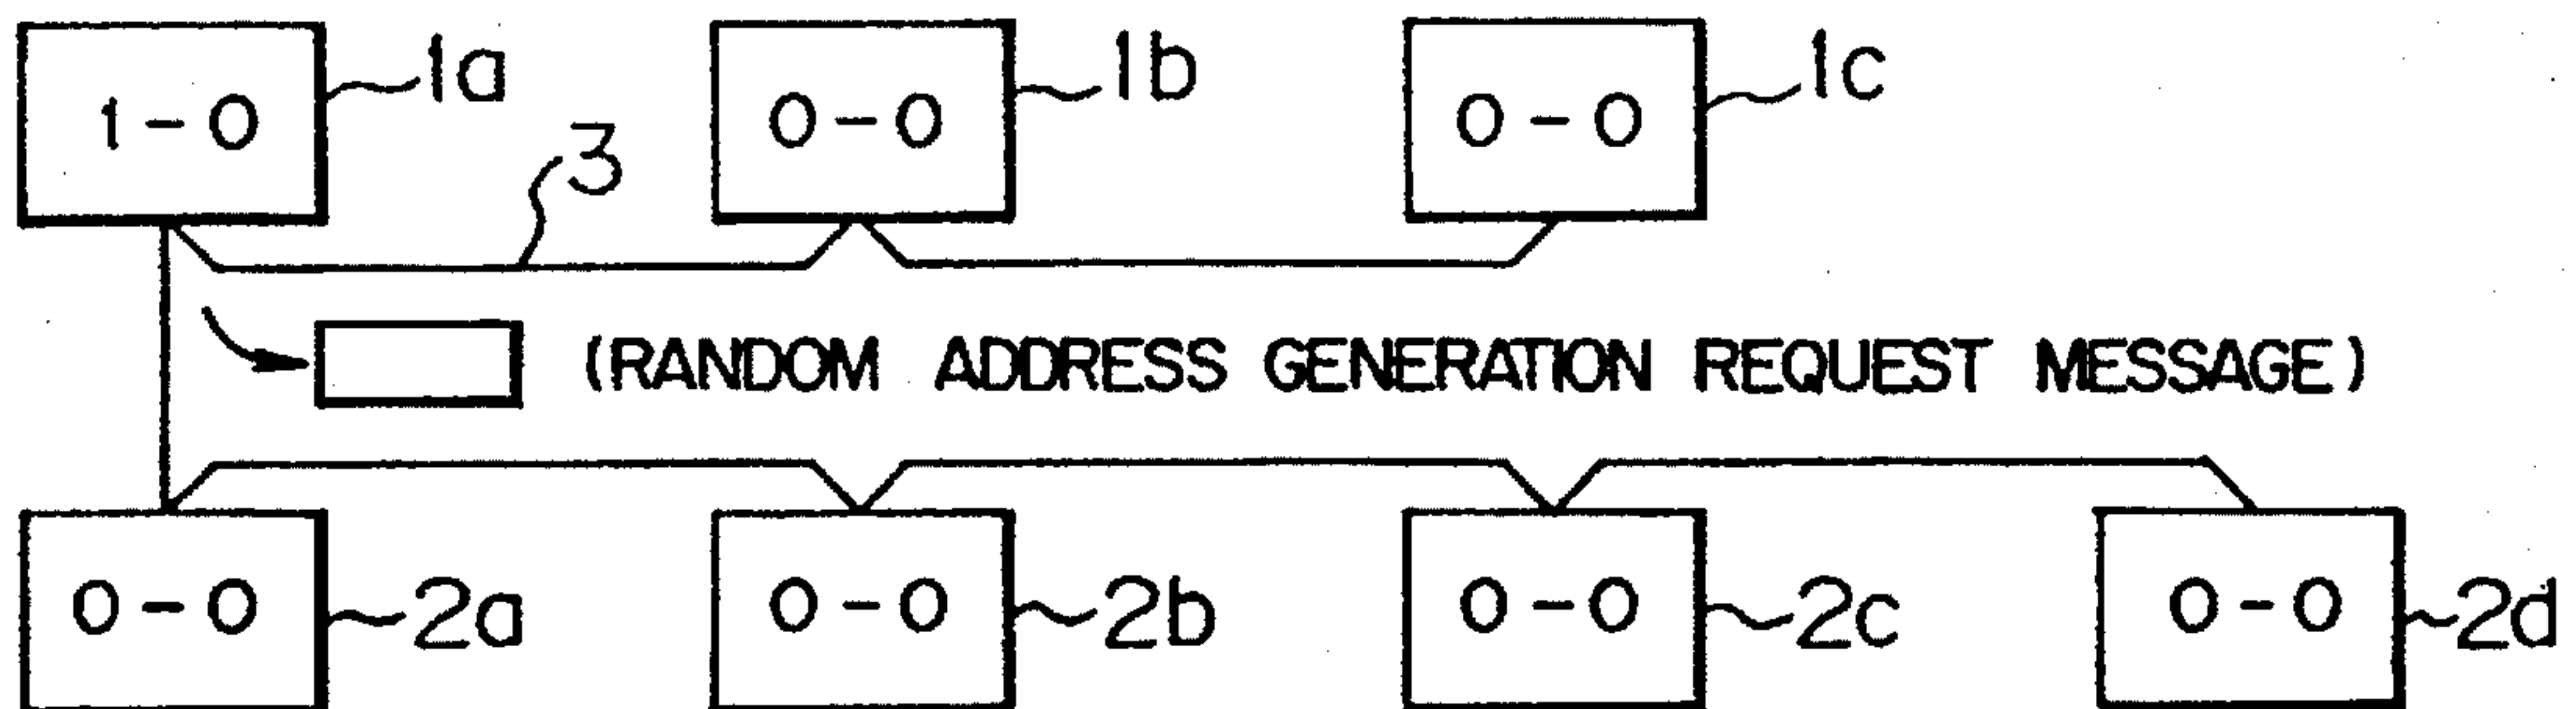 1-0 1a 0-0 1b 0-0 1c
3
(RANDOM ADDRESS GENERATION REQUEST MESSAGE)
0-0 2a 0-0 2b 0-0 2c 0-0 2d